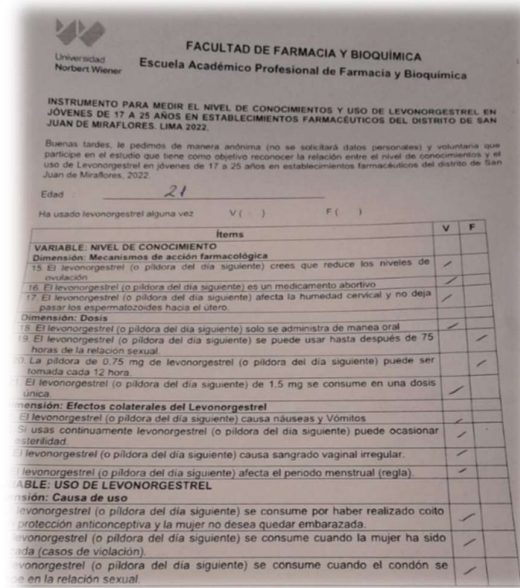 Universidad
Norbert Wiener
FACULTAD DE FARMACIA Y BIOQUÍMICA
Escuela Académico Profesional de Farmacia y Bioquímica
INSTRUMENTO PARA MEDIR EL NIVEL DE CONOCIMIENTOS Y USO DE LEVONORGESTREL EN
JÓVENES DE 17 A 25 AÑOS EN ESTABLECIMIENTOS FARMACÉUTICOS DEL DISTRITO DE SAN
JUAN DE MIRAFLORES. LIMA 2022.
Buenas tardes, le pedimos de manera anónima (no se solicitará datos personales) y voluntaria que
participe en el estudio que tiene como objetivo reconocer la relación entre el nivel de conocimientos y el
uso de Levonorgestrel en jóvenes de 17 a 25 años en establecimientos farmacéuticos del distrito de San
Juan de Miraflores, 2022.
Edad : 21
Ha usado levonorgestrel alguna vez V ( ) F ( )
Ítems V F
VARIABLE: NIVEL DE CONOCIMIENTO
Dimensión: Mecanismos de acción farmacológica
15. El levonorgestrel (o píldora del día siguiente) crees que reduce los niveles de
ovulación
16. El levonorgestrel (o píldora del día siguiente) es un medicamento abortivo
17. El levonorgestrel (o píldora del día siguiente) afecta la humedad cervical y no deja
pasar los espermatozoides hacia el útero.
Dimensión: Dosis
18. El levonorgestrel (o píldora del día siguiente) solo se administra de manea oral
19. El levonorgestrel (o píldora del día siguiente) se puede usar hasta después de 75
horas de la relación sexual.
La píldora de 0.75 mg de levonorgestrel (o píldora del día siguiente) puede ser
tomada cada 12 hora.
El levonorgestrel (o píldora del día siguiente) de 1.5 mg se consume en una dosis
única.
mensión: Efectos colaterales del Levonorgestrel
El levonorgestrel (o píldora del día siguiente) causa náuseas y Vómitos
Si usas continuamente levonorgestrel (o píldora del día siguiente) puede ocasionar
esterilidad.
El levonorgestrel (o píldora del día siguiente) causa sangrado vaginal irregular.
El levonorgestrel (o píldora del día siguiente) afecta el periodo menstrual (regla).
ABLE: USO DE LEVONORGESTREL
nsión: Causa de uso
levonorgestrel (o píldora del día siguiente) se consume por haber realizado coito
protección anticonceptiva y la mujer no desea quedar embarazada.
evonorgestrel (o píldora del día siguiente) se consume cuando la mujer ha sido
ada (casos de violación).
evonorgestrel (o píldora del día siguiente) se consume cuando el condón se
pe en la relación sexual.